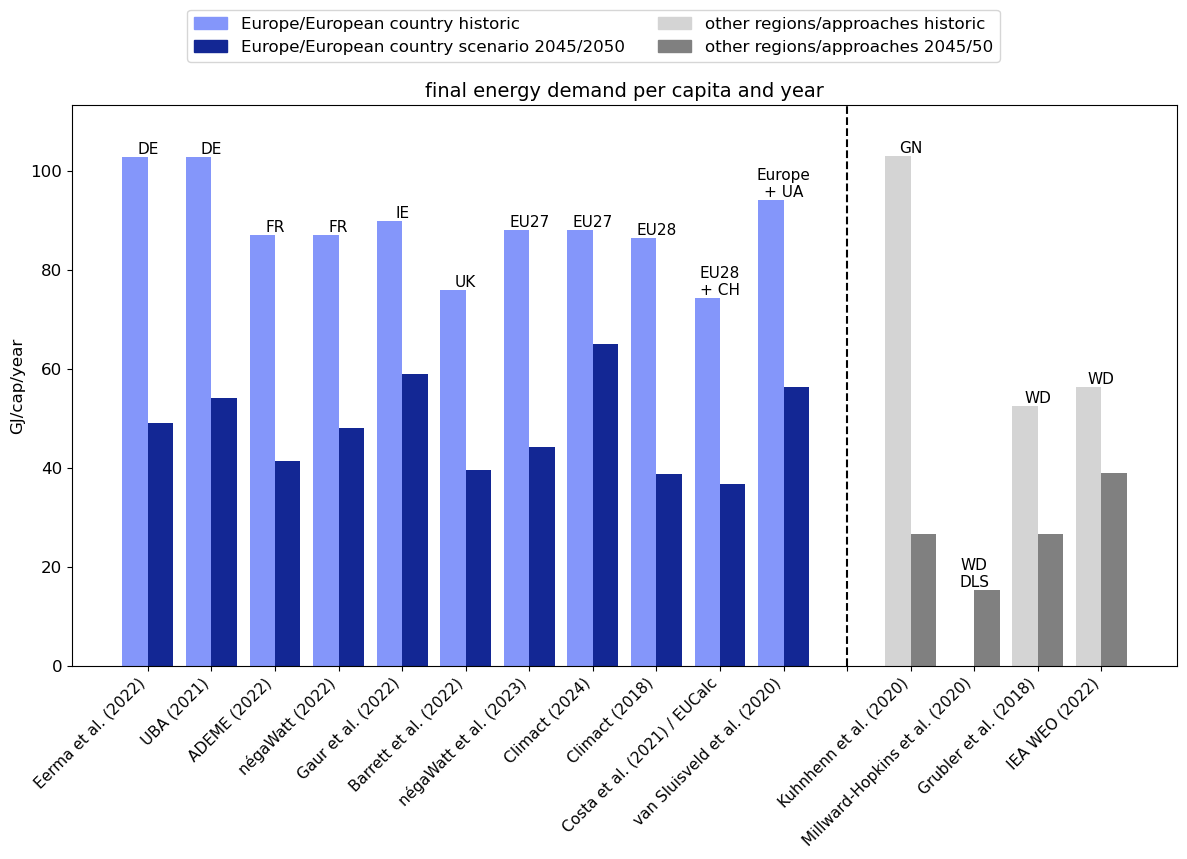 Europe/European country historic
Europe/European country scenario 2045/2050
other regions/approaches historic
other regions/approaches 2045/50
final energy demand per capita and year
GJ/cap/year
100
80
60
40
20
0
DE
DE
FR
FR
IE
UK
EU27
EU27
EU28
EU28
+ CH
Europe
+ UA
GN
WD
DLS
WD
WD
Eerma et al. (2022)
UBA (2021)
ADEME (2022)
négaWatt (2022)
Gaur et al. (2022)
Barrett et al. (2022)
négaWatt et al. (2023)
Climact (2024)
Climact (2018)
Costa et al. (2021) / EUCalc
van Sluisveld et al. (2020)
Kuhnhenn et al. (2020)
Millward-Hopkins et al. (2020)
Grubler et al. (2018)
IEA WEO (2022)